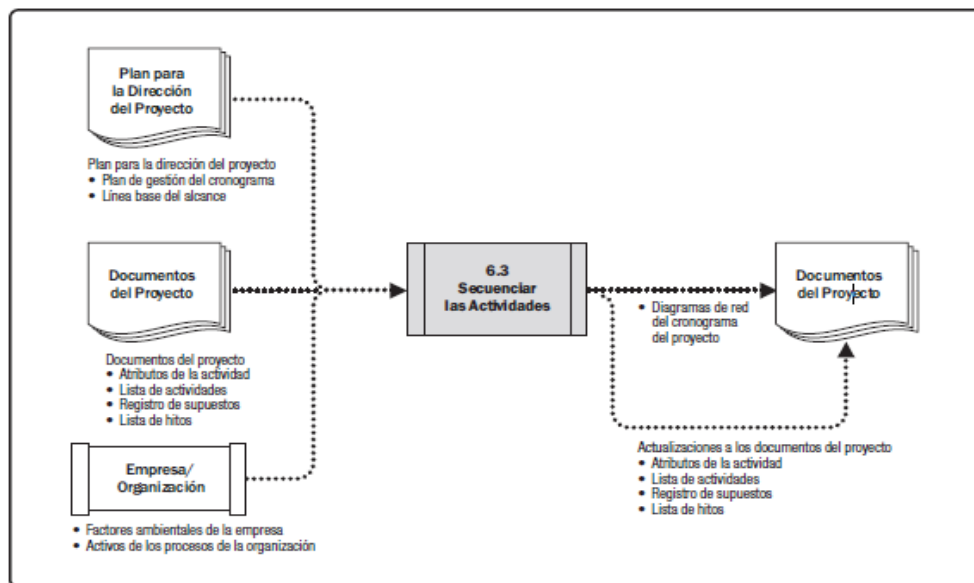 Plan para
la Dirección
del Proyecto
Plan para la dirección del proyecto
• Plan de gestión del cronograma
• Línea base del alcance
Documentos
del Proyecto
Documentos del proyecto
• Atributos de la actividad
• Lista de actividades
• Registro de supuestos
• Lista de hitos
Empresa/
Organización
• Factores ambientales de la empresa
• Activos de los procesos de la organización
6.3
Secuenciar
las Actividades
• Diagramas de red
del cronograma
del proyecto
Documentos
del Proyecto
Actualizaciones a los documentos del proyecto
• Atributos de la actividad
• Lista de actividades
• Registro de supuestos
• Lista de hitos